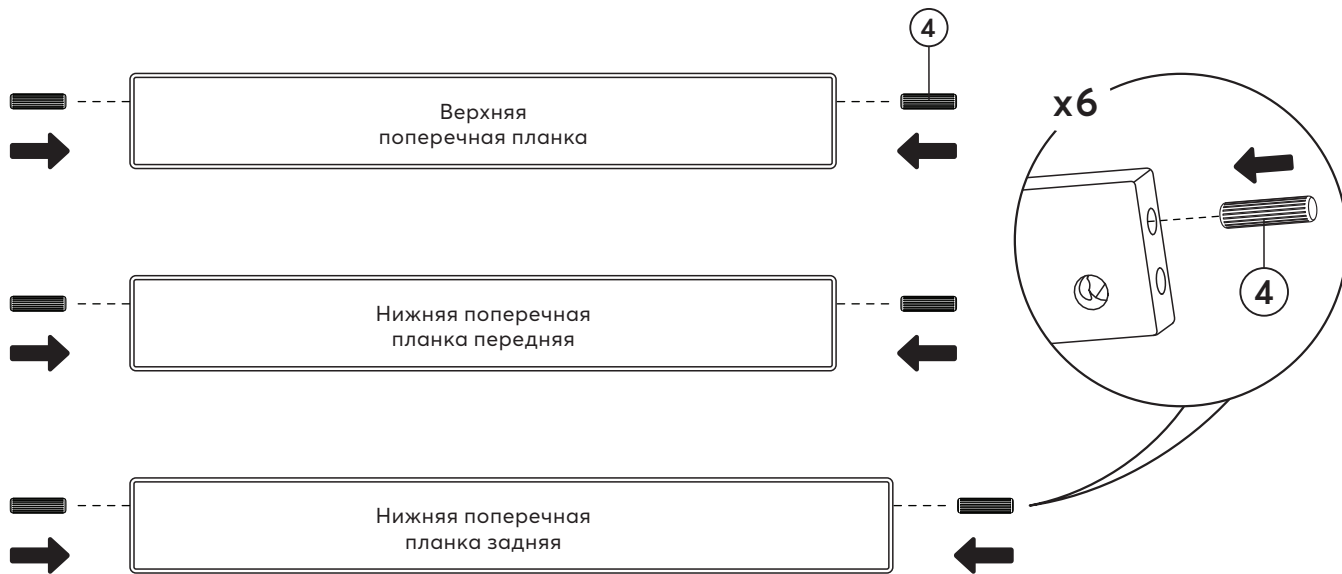 4
Верхняя
поперечная планка
x6
4
Нижняя поперечная
планка передняя
Нижняя поперечная
планка задняя